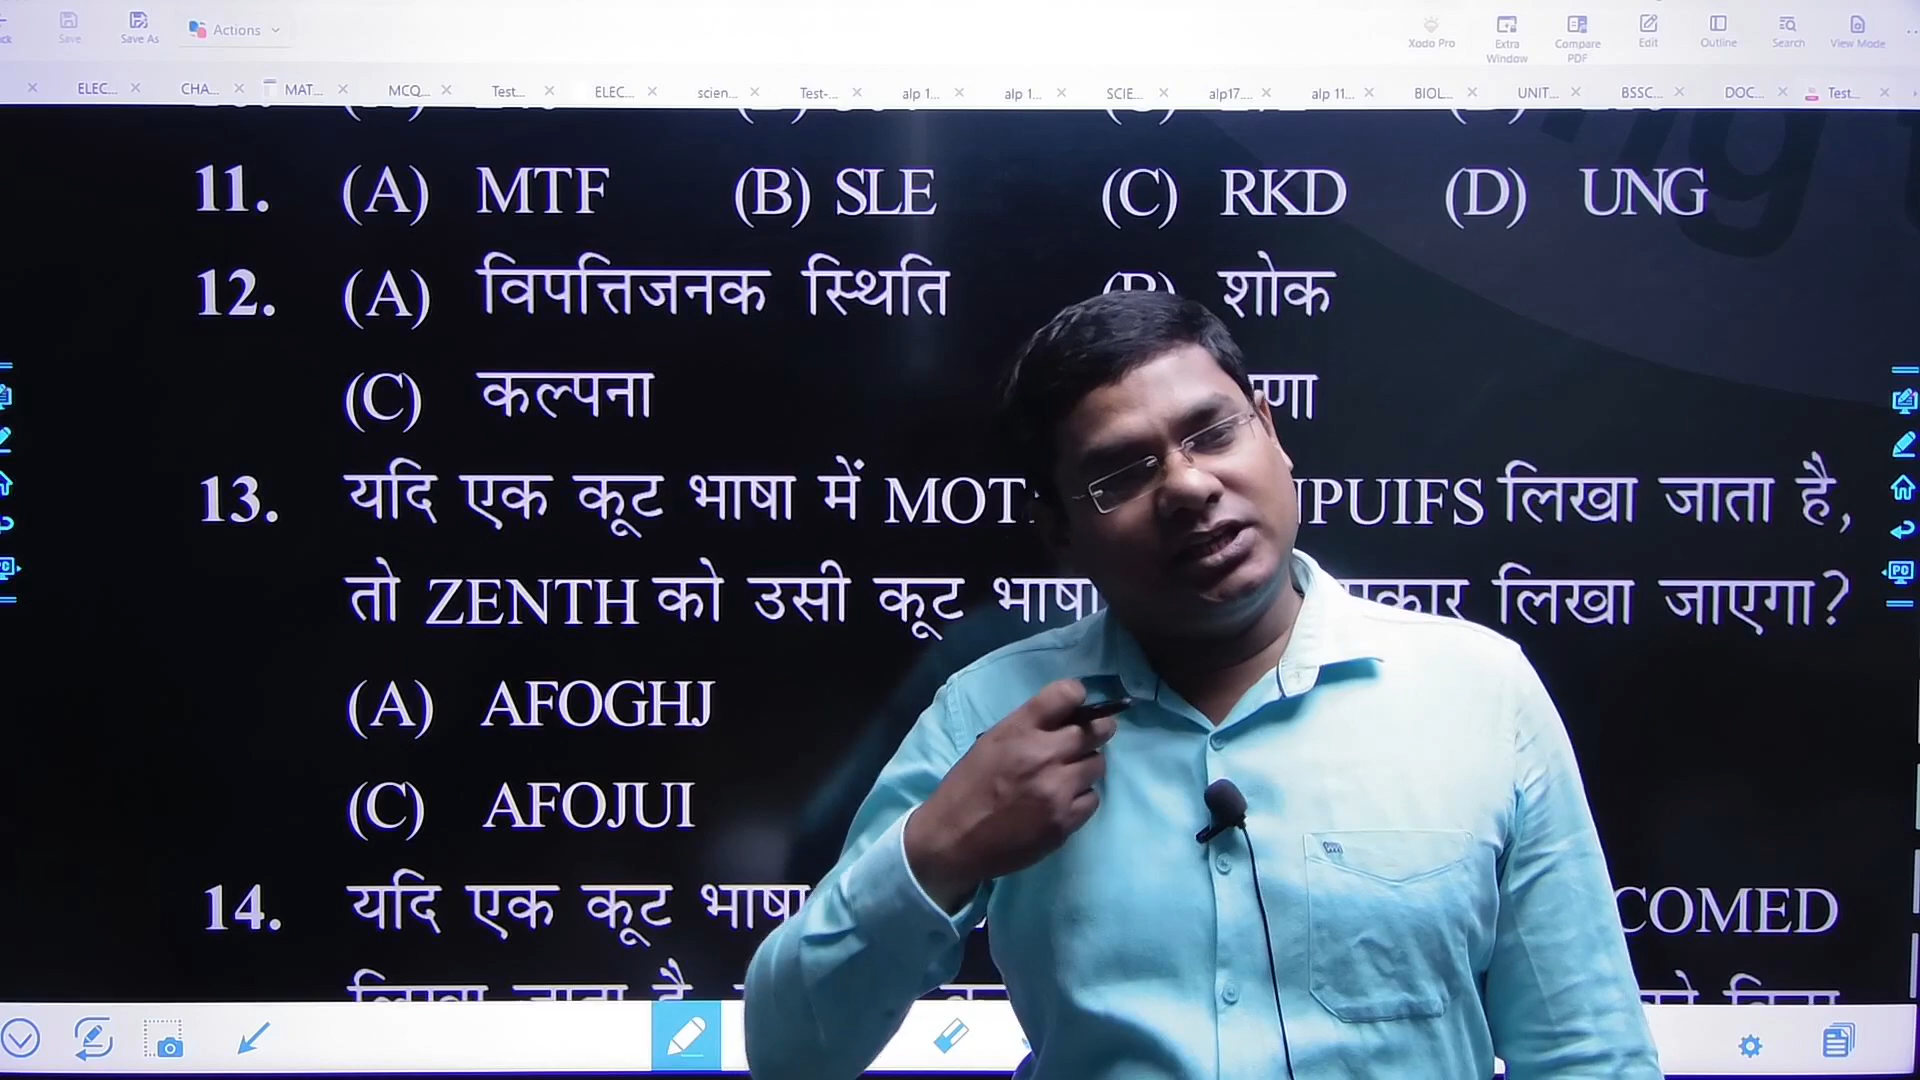 Save Save As Actions Xodo Pro Extra Window Compare PDF Edit Outline Search View Mode
ELEC... CHA... MAT... MCQ... Test... ELEC... scien... Test-... alp 1... alp 1... SCIE... alp17.... alp 11... BIOL... UNIT... BSSC... DOC... Test...
11. (A) MTF (B) SLE (C) RKD (D) UNG
12. (A) विपत्तिजनक स्थिति (B) शोक
(C) कल्पना
13. यदि एक कूट भाषा में NPUIFS लिखा जाता है,
तो ZENTH को उसी कूट भाषा लिखा जाएगा?
(A) AFOGHJ
(C) AFOJUI
14. यदि एक कूट भाषा COMED
लिखा जाता है,